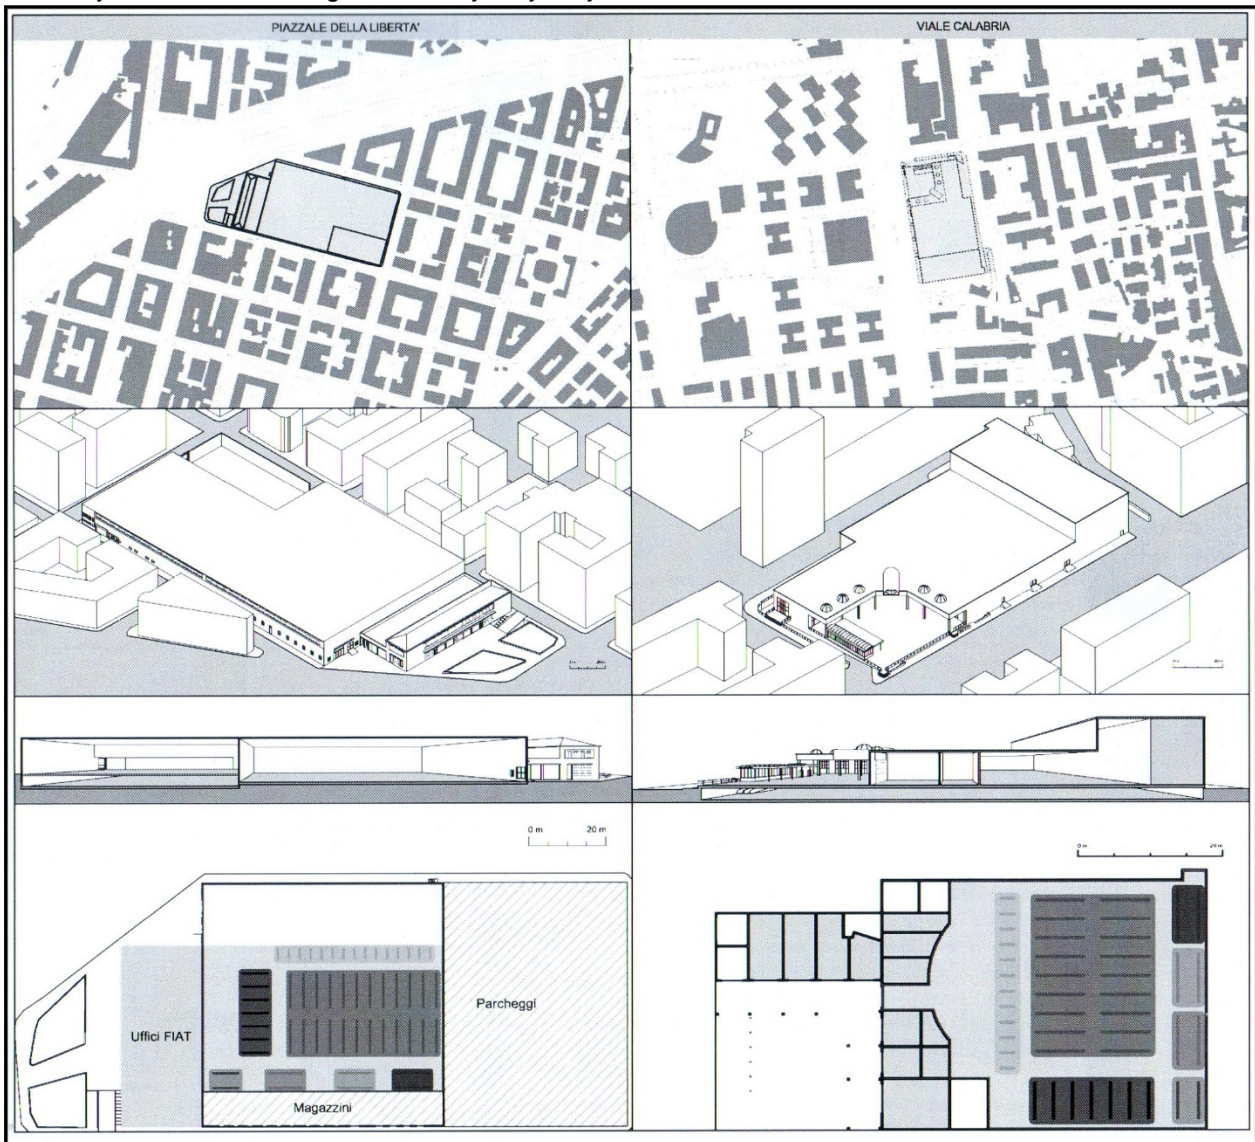 PIAZZALE DELLA LIBERTA'
VIALE CALABRIA
0 m 20 m
0 m 20 m
Uffici FIAT
Parcheggi
Magazzini